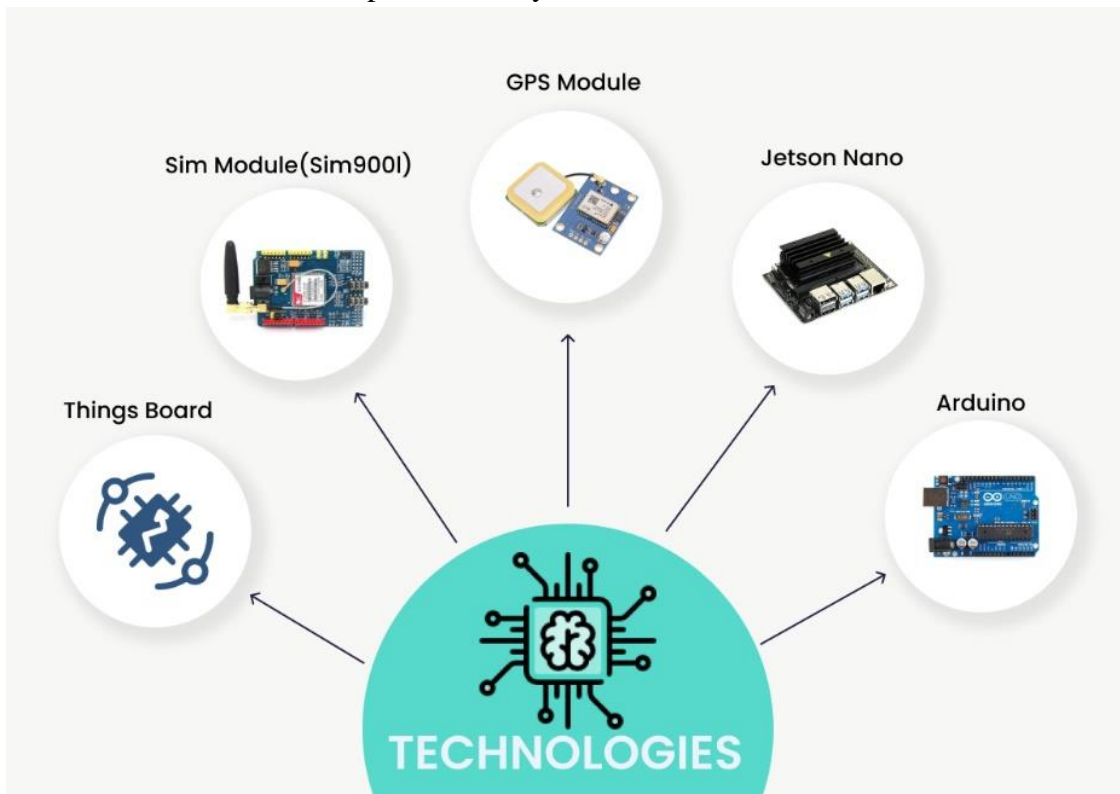 GPS Module
Sim Module(Sim900l)
Jetson Nano
Things Board
Arduino
TECHNOLOGIES